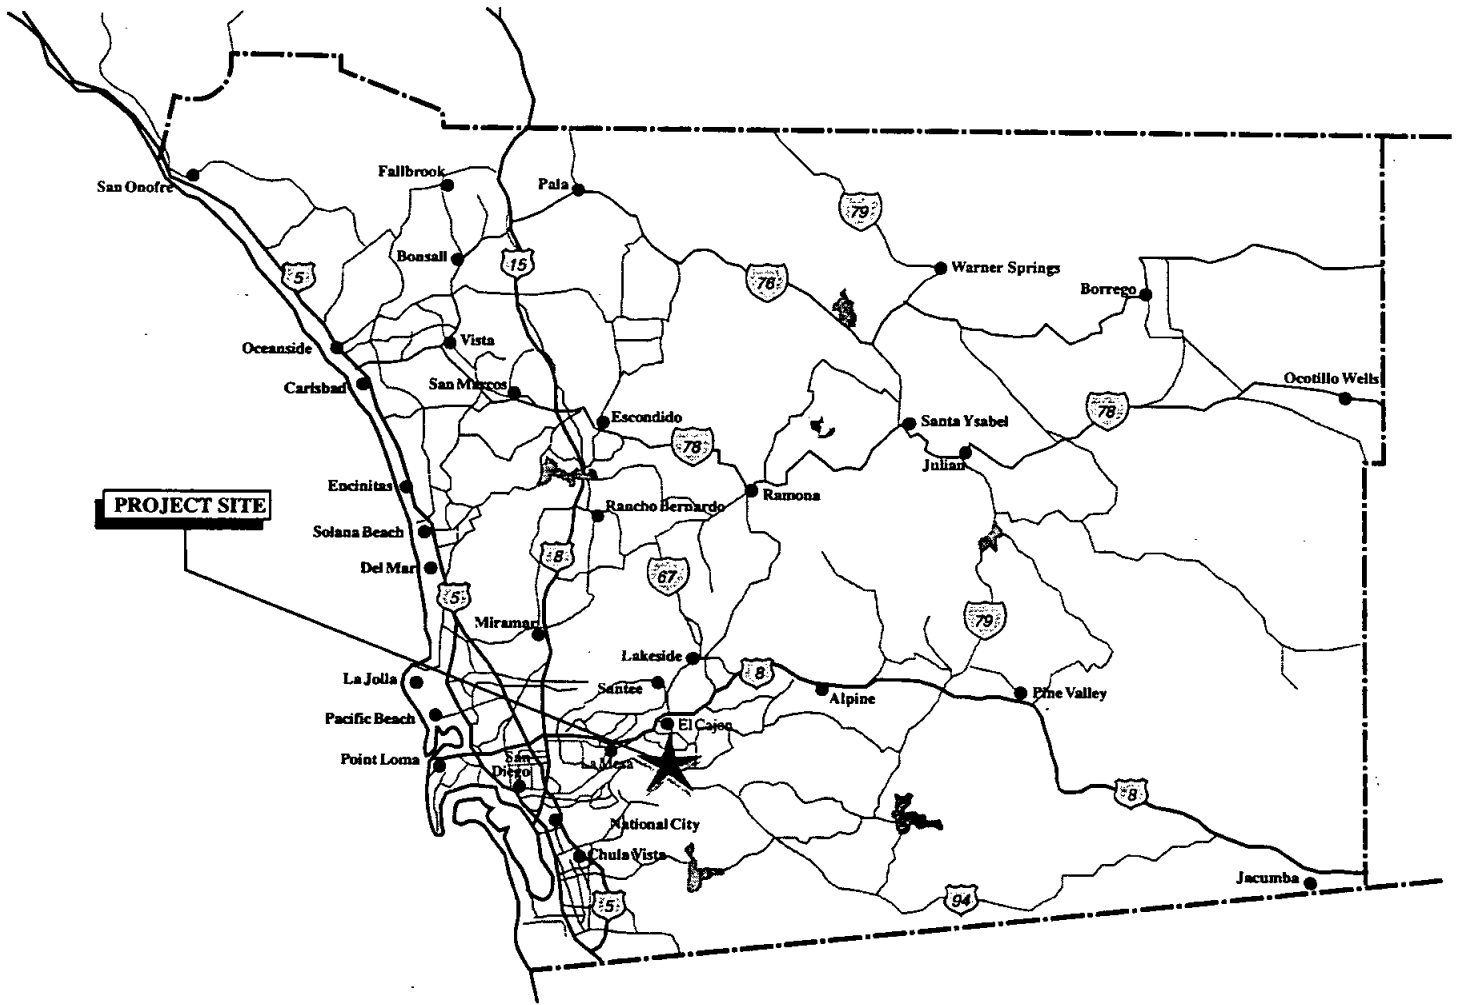 San Onofre
Fallbrook
Pala
79
Bonsall
15
5
76
Warner Springs
Borrego
Oceanside
Vista
Carlsbad
San Marcos
Ocotillo Wells
Escondido
78
Santa Ysabel
78
Julian
Encinitas
Ramona
PROJECT SITE
Rancho Bernardo
Solana Beach
8
Del Mar
67
5
Miramar
79
Lakeside
La Jolla
Santee
8
Alpine
Pine Valley
Pacific Beach
El Cajon
Point Loma
San
Diego
La Mesa
8
National City
Chula Vista
Jacumba
5
94